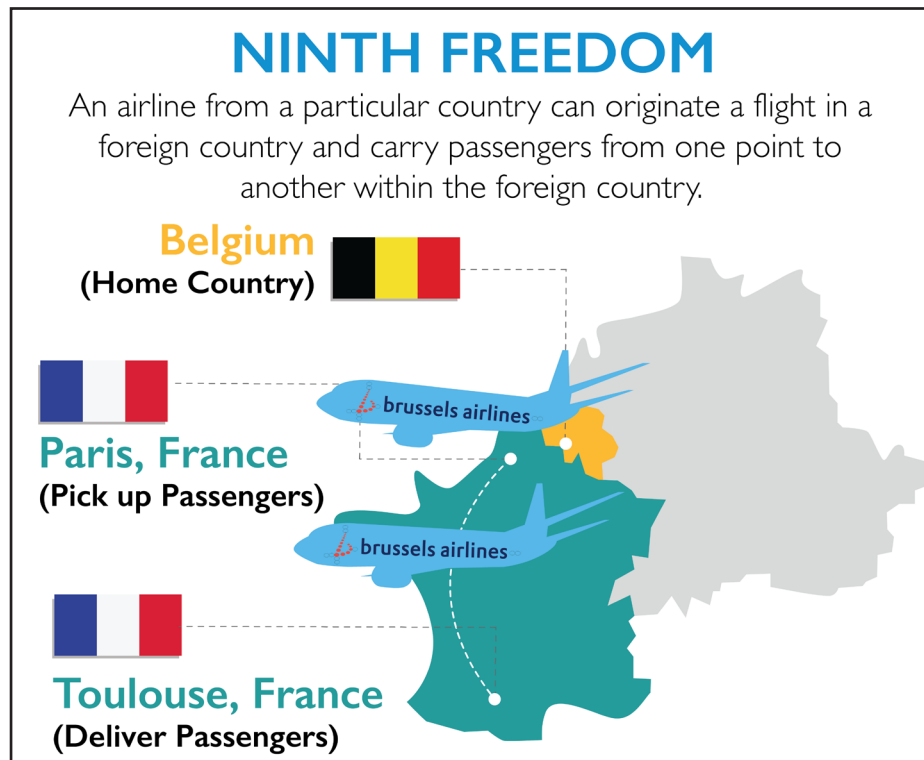 NINTH FREEDOM
An airline from a particular country can originate a flight in a
foreign country and carry passengers from one point to
another within the foreign country.
Belgium
(Home Country)
brussels airlines
Paris, France
(Pick up Passengers)
brussels airlines
Toulouse, France
(Deliver Passengers)